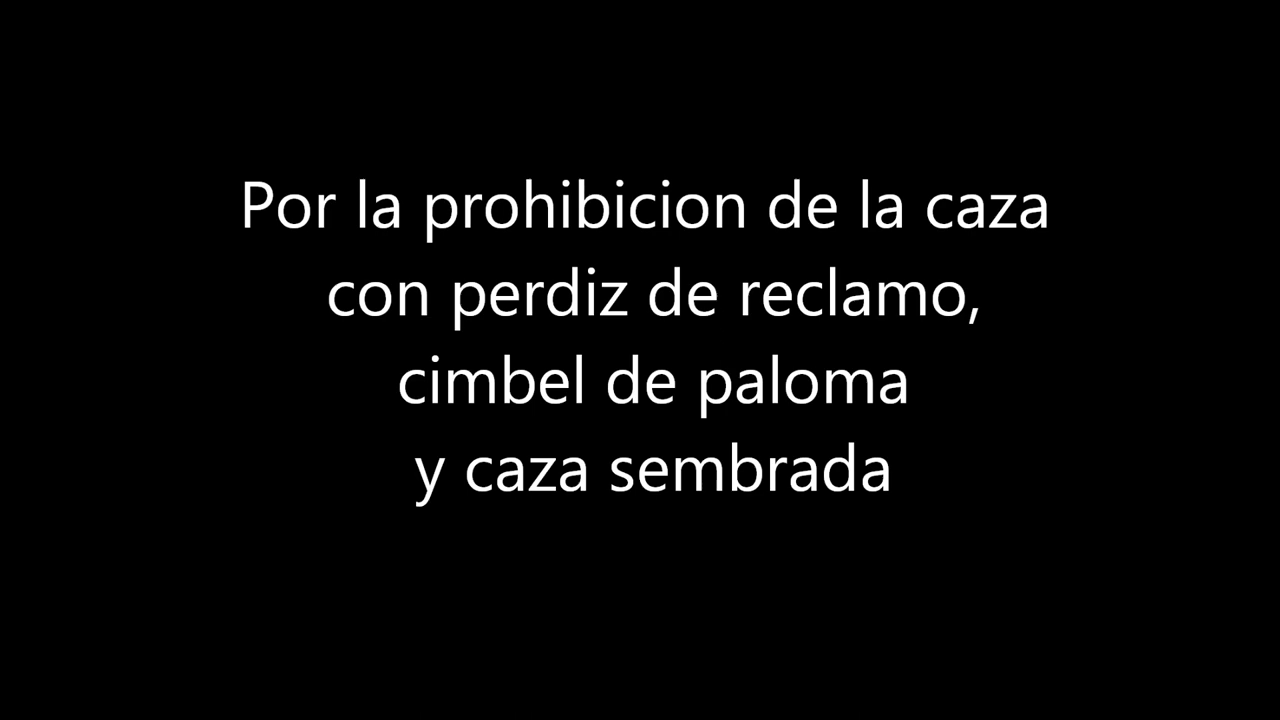 Por la prohibicion de la caza
con perdiz de reclamo,
cimbel de paloma
y caza sembrada